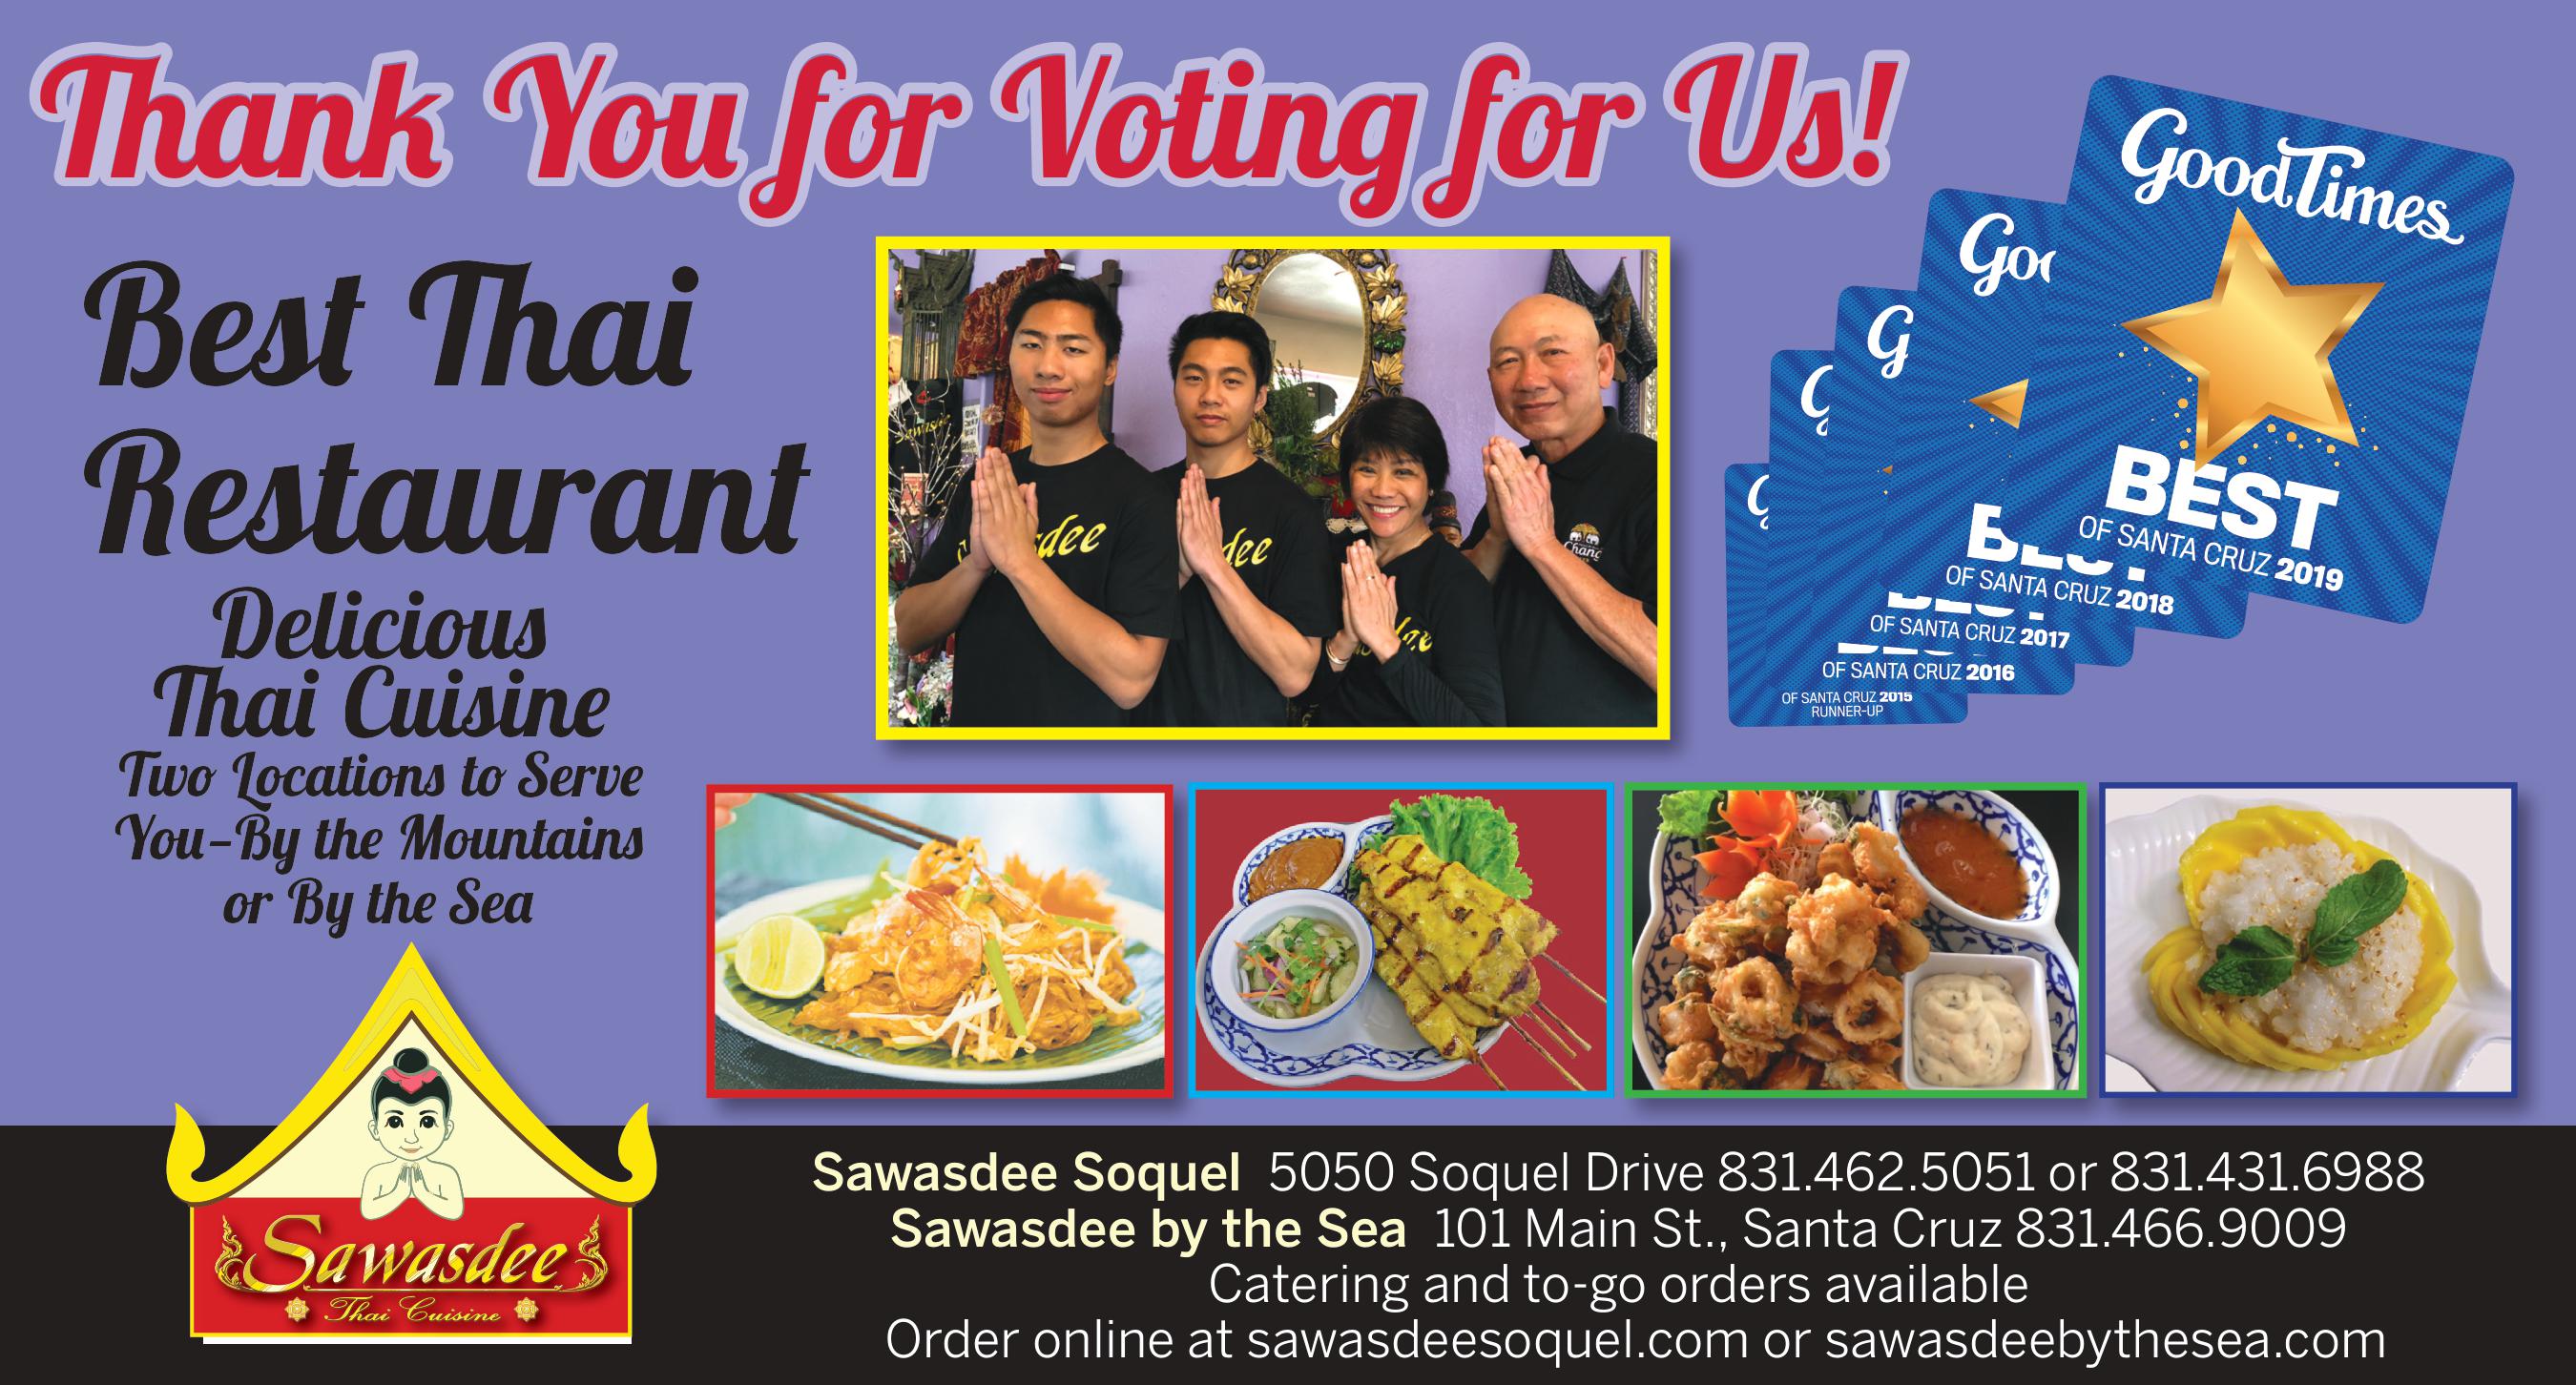 Thank You for Voting for Us!
Best Thai
Restaurant
Delicious
Thai Cuisine
Two Locations to Serve
You–By the Mountains
or By the Sea
GoodTimes
BEST
OF SANTA CRUZ 2019
OF SANTA CRUZ 2018
OF SANTA CRUZ 2017
OF SANTA CRUZ 2016
OF SANTA CRUZ 2015
RUNNER-UP
Chang
Sawasdee
Thai Cuisine
Sawasdee Soquel 5050 Soquel Drive 831.462.5051 or 831.431.6988
Sawasdee by the Sea 101 Main St., Santa Cruz 831.466.9009
Catering and to-go orders available
Order online at sawasdeesoquel.com or sawasdeebythesea.com